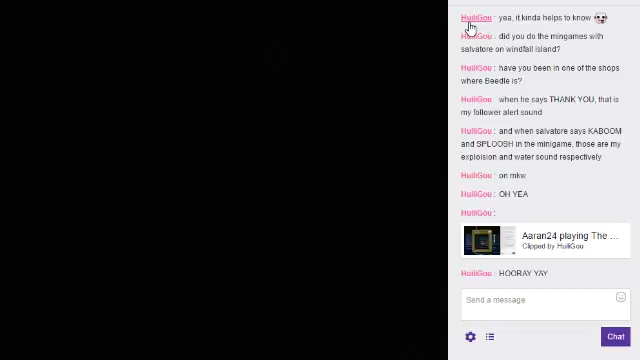 HuiliGou: yea, it kinda helps to know
HuiliGou: did you do the mingames with
salvatore on windfall island?
HuiliGou: have you been in one of the shops
where Beedle is?
HuiliGou: when he says THANK YOU, that is
my follower alert sound
HuiliGou: and when salvatore says KABOOM
and SPLOOSH in the minigame, those are my
exploision and water sound respectively
HuiliGou: on mkw
HuiliGou: OH YEA
HuiliGou:
Aaran24 playing The ...
Clipped by HuiliGou
HuiliGou: HOORAY YAY
Send a message
Chat